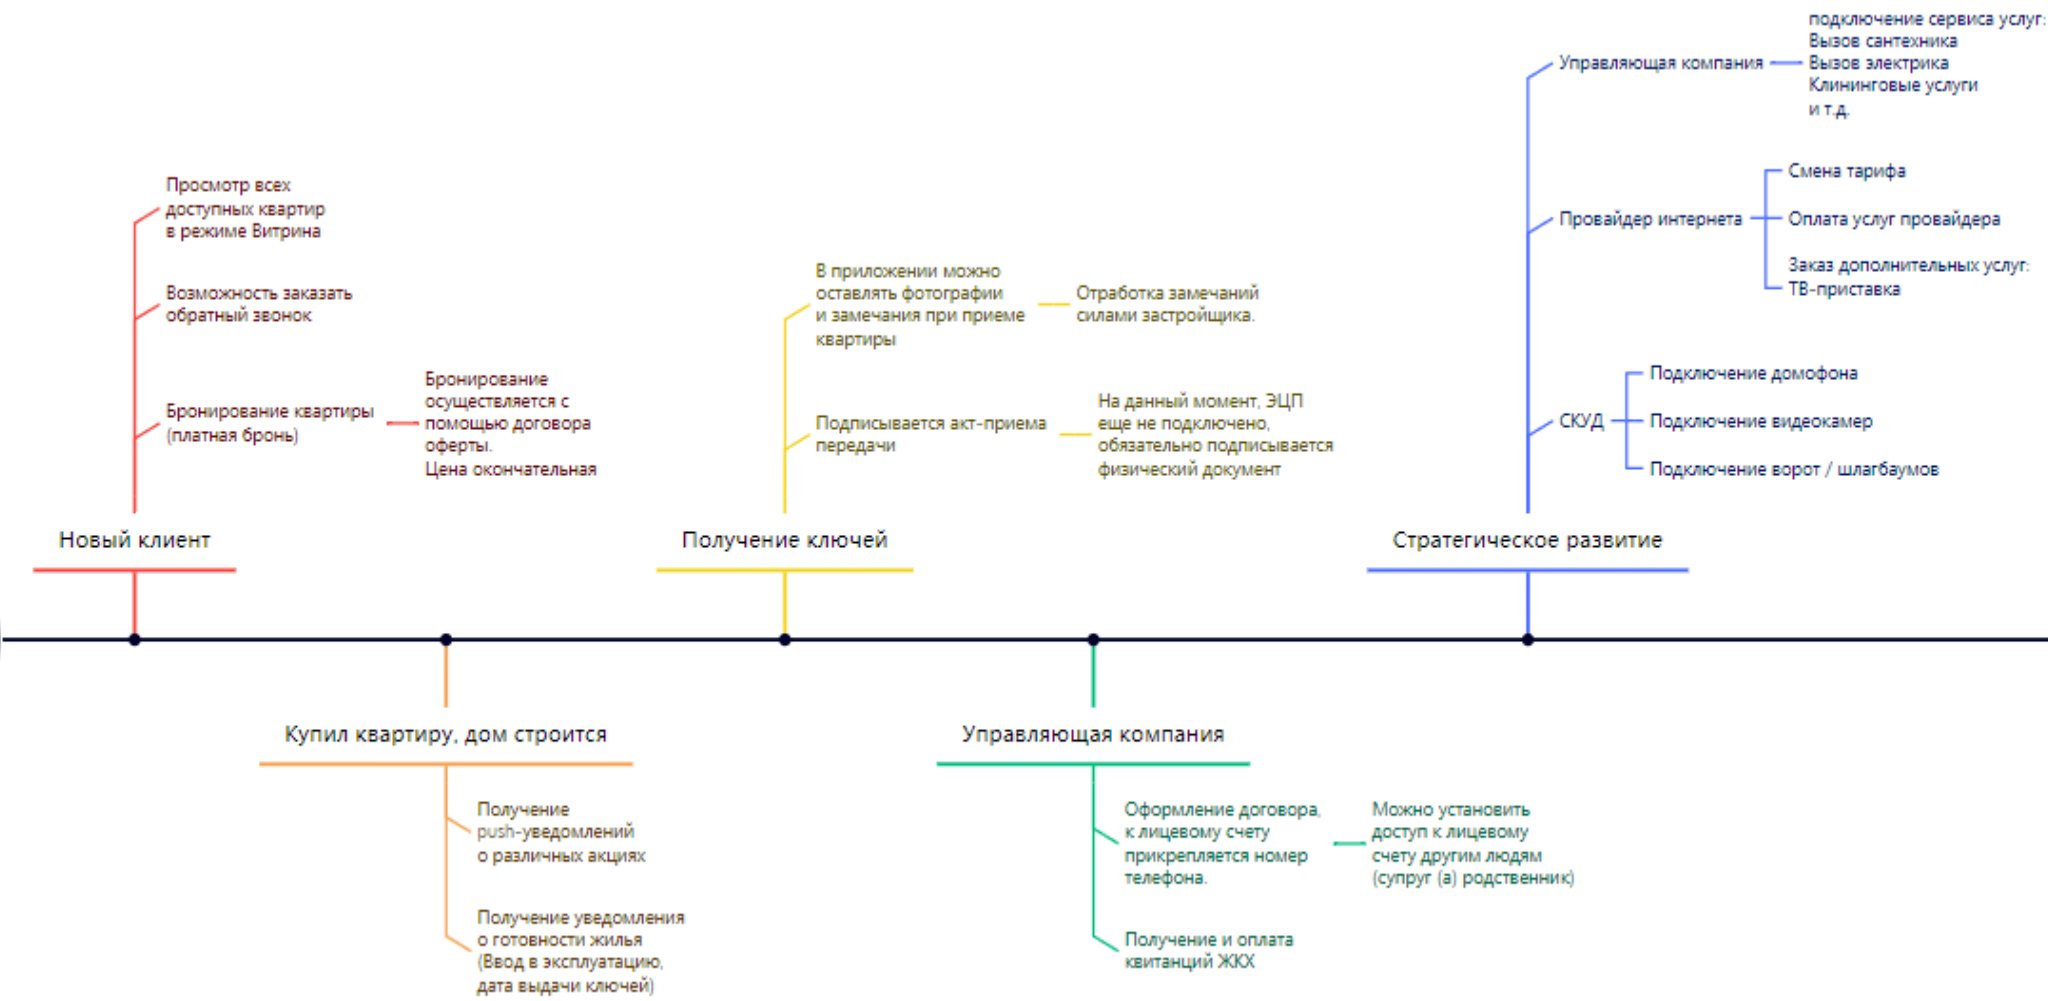 Просмотр всех
доступных квартир
в режиме Витрина
Возможность заказать
обратный звонок
Бронирование квартиры
(платная бронь)
Бронирование
осуществляется с
помощью договора
оферты.
Цена окончательная
Новый клиент
Купил квартиру, дом строится
Получение
push-уведомлений
о различных акциях
Получение уведомления
о готовности жилья
(Ввод в эксплуатацию,
дата выдачи ключей)
В приложении можно
оставлять фотографии
и замечания при приеме
квартиры
Отработка замечаний
силами застройщика.
Подписывается акт-приема
передачи
На данный момент, ЭЦП
еще не подключено,
обязательно подписывается
физический документ
Получение ключей
Управляющая компания
Оформление договора,
к лицевому счету
прикрепляется номер
телефона.
Можно установить
доступ к лицевому
счету другим людям
(супруг (а) родственник)
Получение и оплата
квитанций ЖКХ
Управляющая компания
подключение сервиса услуг:
Вызов сантехника
Вызов электрика
Клининговые услуги
и т.д.
Провайдер интернета
Смена тарифа
Оплата услуг провайдера
Заказ дополнительных услуг:
ТВ-приставка
СКУД
Подключение домофона
Подключение видеокамер
Подключение ворот / шлагбаумов
Стратегическое развитие